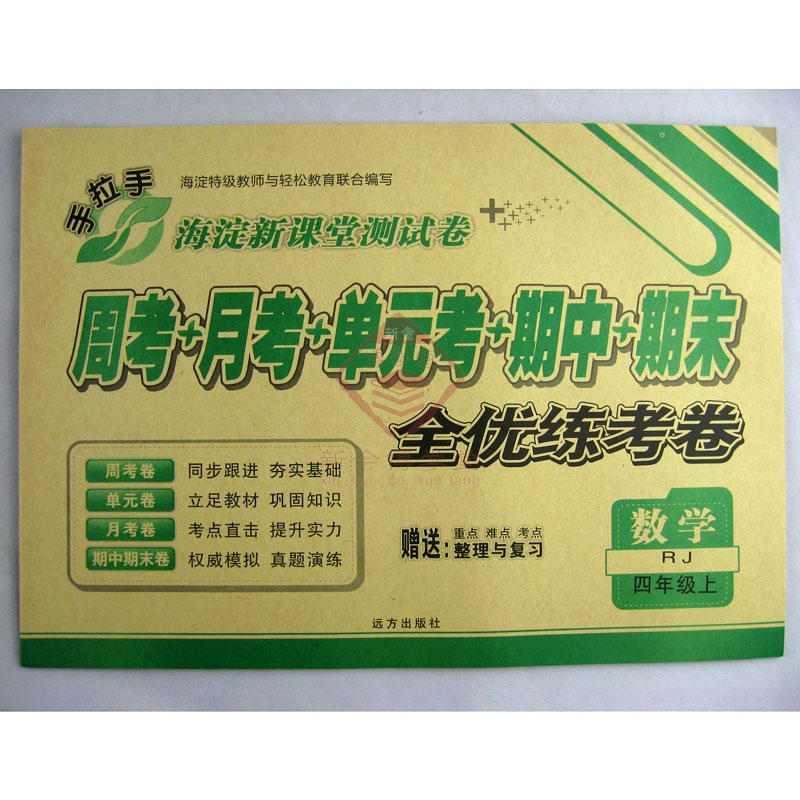 手拉手
海淀特级教师与轻松教育联合编写
海淀新课堂测试卷
周考+月考+单元考+期中+期末
全优练考卷
周考卷 同步跟进 夯实基础
单元卷 立足教材 巩固知识
月考卷 考点直击 提升实力
期中期末卷 权威模拟 真题演练
赠送：重点 难点 考点
整理与复习
数学
RJ
四年级上
远方出版社
新会